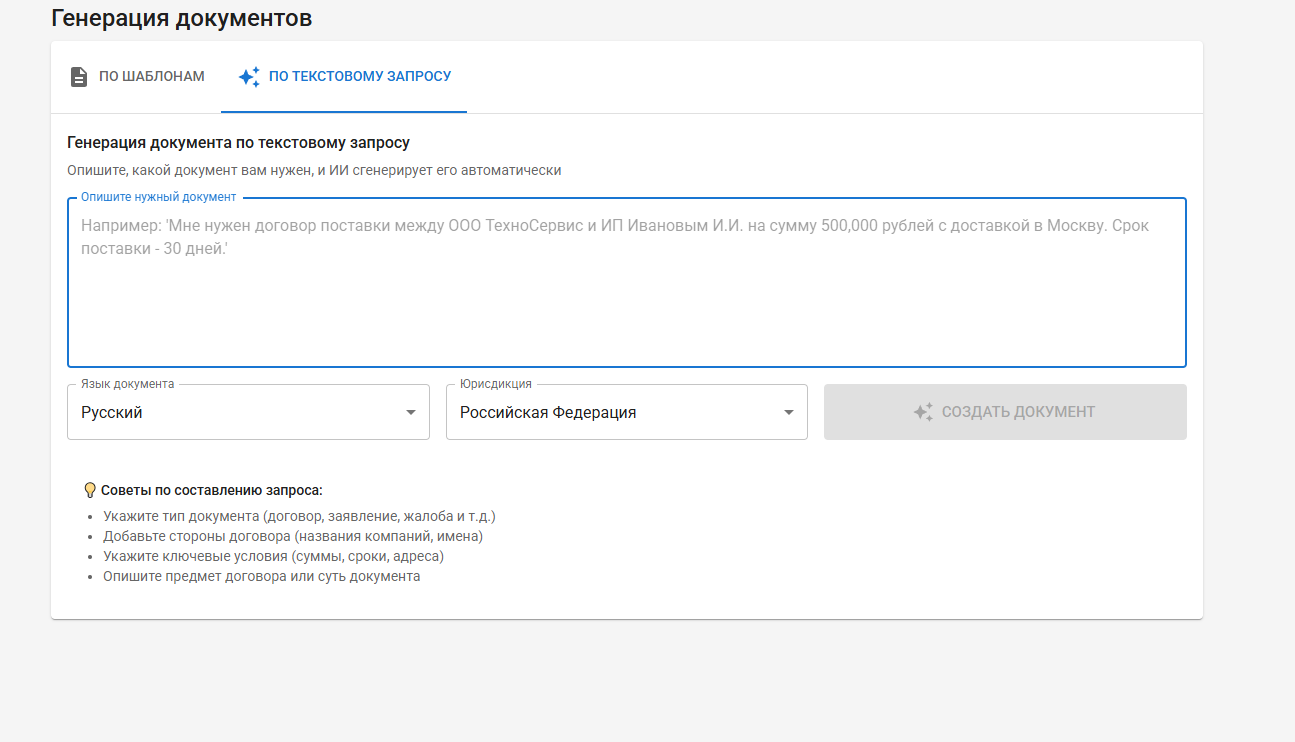 Генерация документов
ПО ШАБЛОНАМ
ПО ТЕКСТОВОМУ ЗАПРОСУ
Генерация документа по текстовому запросу
Опишите, какой документ вам нужен, и ИИ сгенерирует его автоматически
Опишите нужный документ
Например: 'Мне нужен договор поставки между ООО ТехноСервис и ИП Ивановым И.И. на сумму 500,000 рублей с доставкой в Москву. Срок
поставки - 30 дней.'
Язык документа
Русский
Юрисдикция
Российская Федерация
СОЗДАТЬ ДОКУМЕНТ
Советы по составлению запроса:
• Укажите тип документа (договор, заявление, жалоба и т.д.)
• Добавьте стороны договора (названия компаний, имена)
• Укажите ключевые условия (суммы, сроки, адреса)
• Опишите предмет договора или суть документа